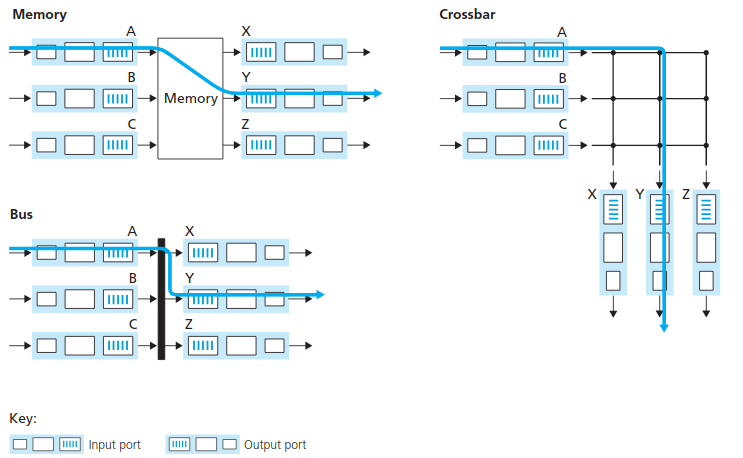 Memory
A
X
B
Memory
Y
C
Z
Crossbar
A
B
C
X
Y
Z
Bus
A
X
B
Y
C
Z
Key:
Input port
Output port